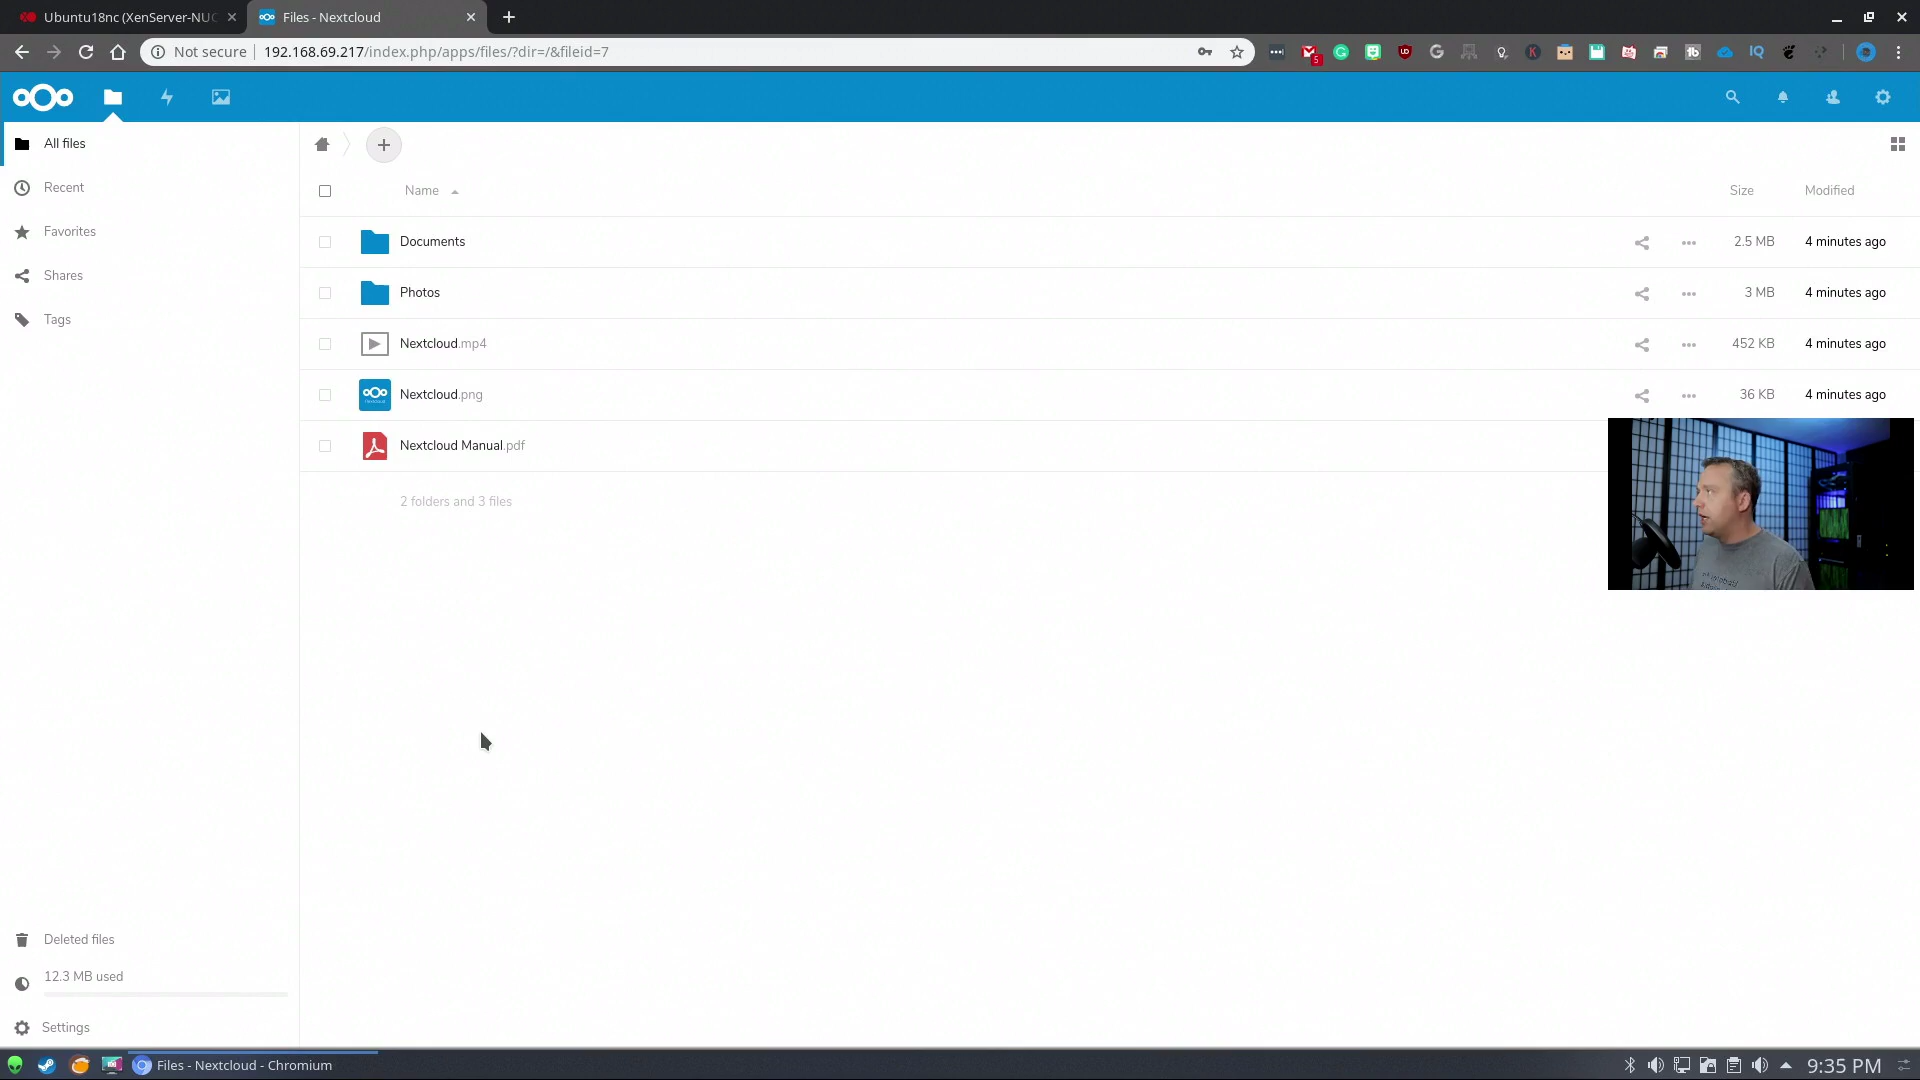 Ubuntu18nc (XenServer-NUC
Files - Nextcloud
Not secure
192.168.69.217/index.php/apps/files/?dir=/&fileid=7
5
All files
Recent
Favorites
Shares
Tags
Name
Size
Modified
Documents
2.5 MB
4 minutes ago
Photos
3 MB
4 minutes ago
Nextcloud.mp4
452 KB
4 minutes ago
Nextcloud.png
36 KB
4 minutes ago
Nextcloud Manual.pdf
2 folders and 3 files
Deleted files
12.3 MB used
Settings
Files - Nextcloud - Chromium
9:35 PM